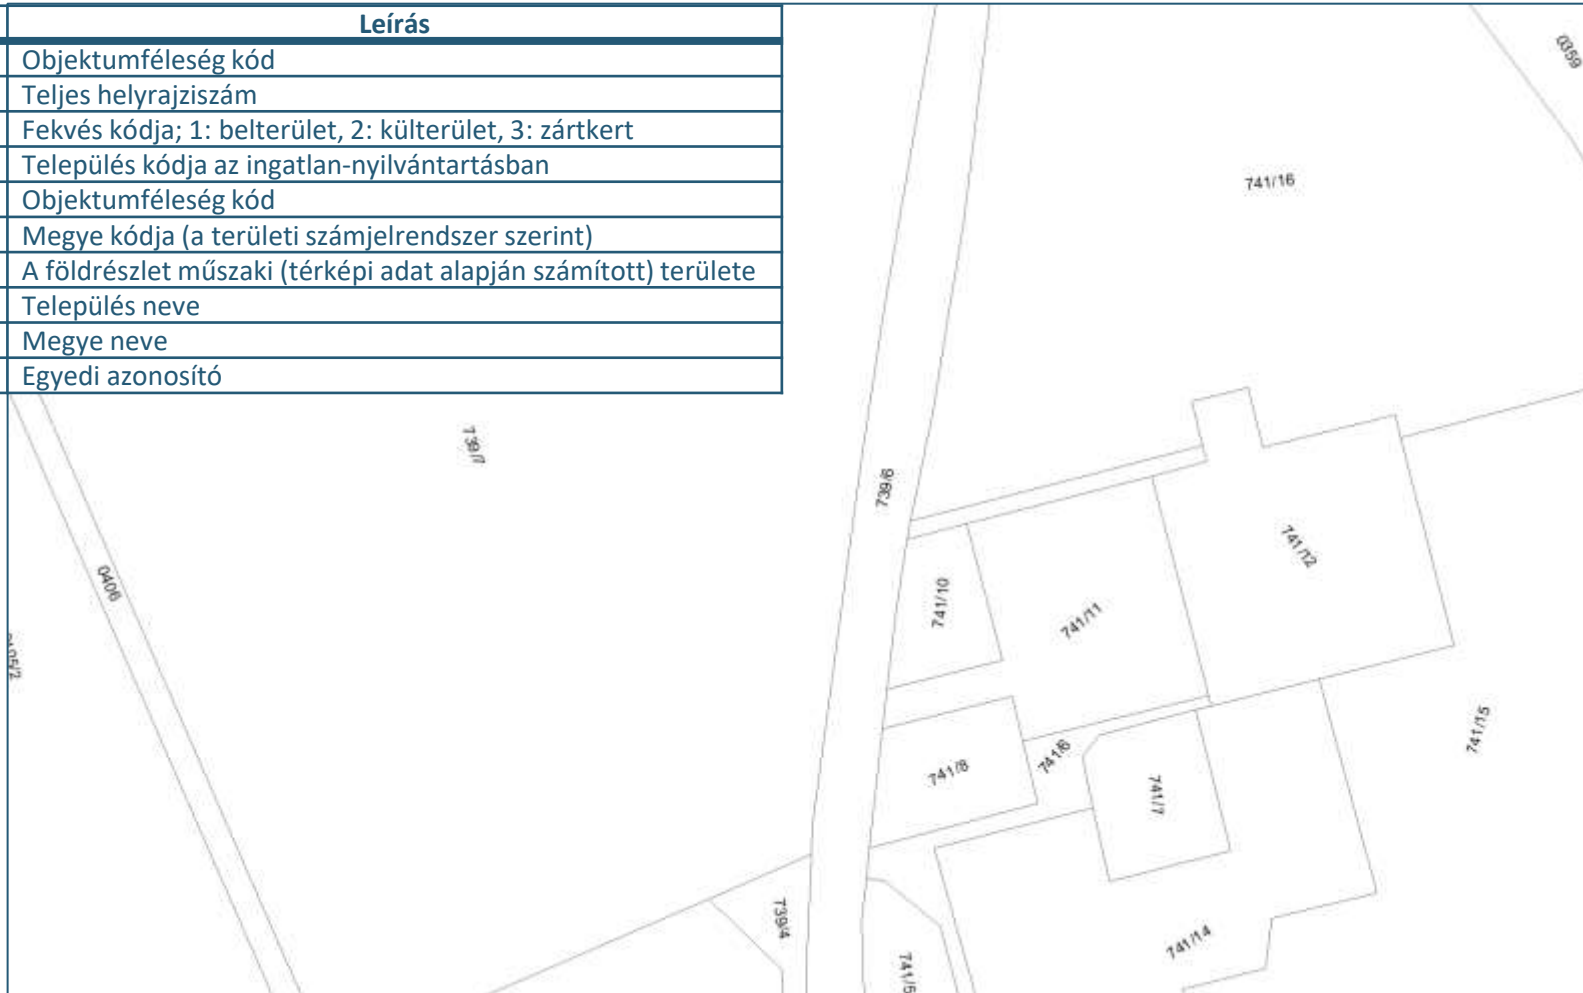 Leírás
Objektumféleség kód
Teljes helyrajziszám
Fekvés kódja; 1: belterület, 2: külterület, 3: zártkert
Település kódja az ingatlan-nyilvántartásban
Objektumféleség kód
Megye kódja (a területi számjelrendszer szerint)
A földrészlet műszaki (térképi adat alapján számított) területe
Település neve
Megye neve
Egyedi azonosító
0359
741/16
739/7
739/6
0406
741/12
741/10
741/11
741/15
741/8
741/6
741/7
739/4
741/14
741/5